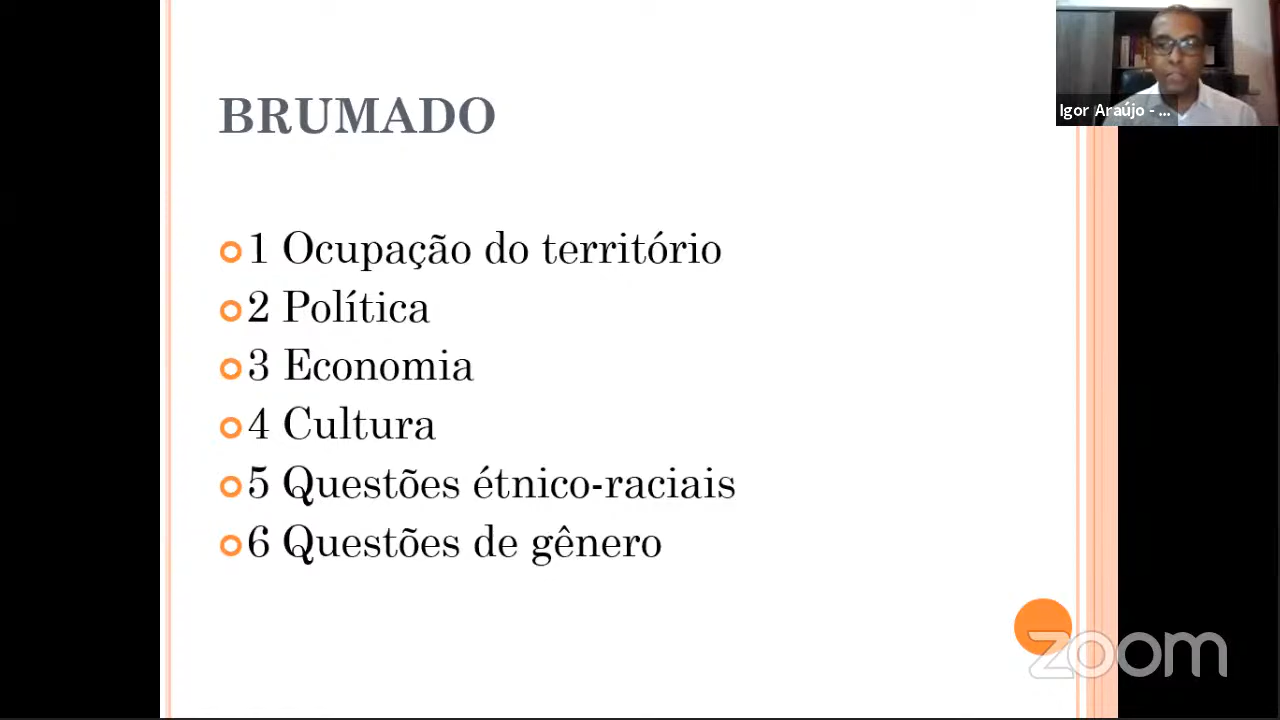 BRUMADO
Igor Araújo - ...
1 Ocupação do território
2 Política
3 Economia
4 Cultura
5 Questões étnico-raciais
6 Questões de gênero
zoom